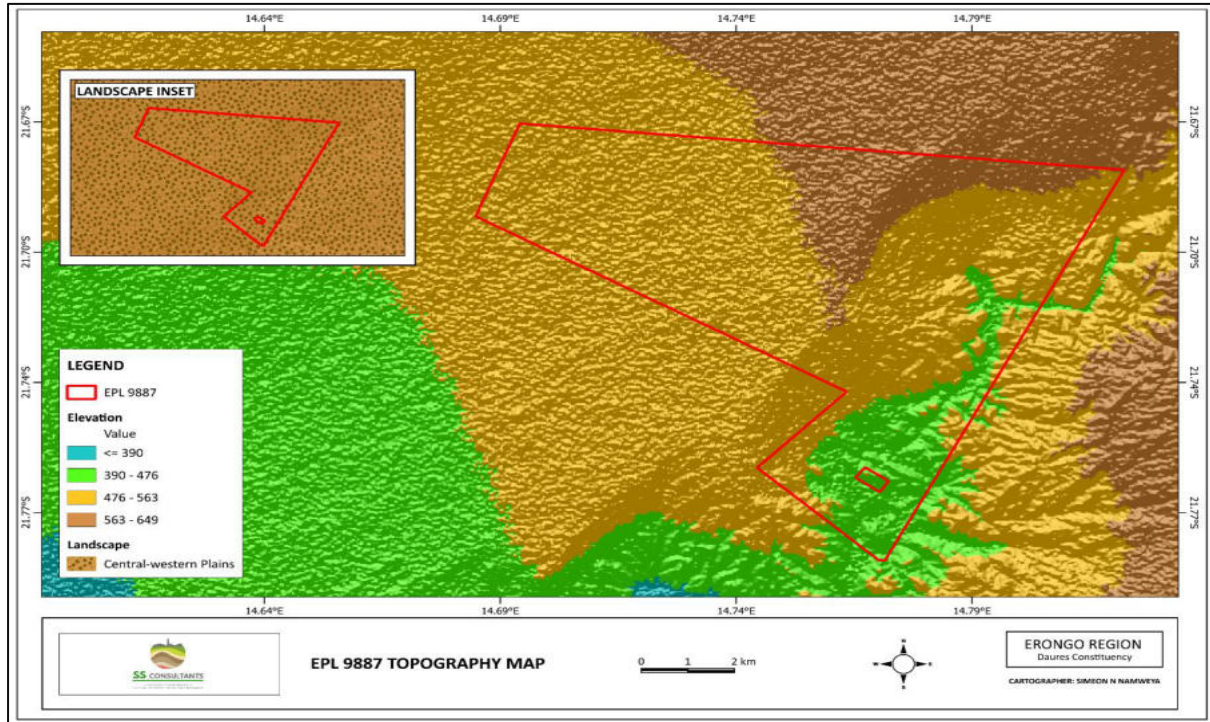 14.64°E 14.69°E 14.74°E 14.79°E
LANDSCAPE INSET
21.67°S 21.67°S
21.70°S 21.70°S
21.74°S 21.74°S
21.77°S 21.77°S
LEGEND
EPL 9887
Elevation
Value
<= 390
390 - 476
476 - 563
563 - 649
Landscape
Central-western Plains
14.64°E 14.69°E 14.74°E 14.79°E
SS CONSULTANTS
EPL 9887 TOPOGRAPHY MAP
0 1 2 km
N
W E
S
ERONGO REGION
Daures Constituency
CARTOGRAPHER: SIMEON N NAMWEYA